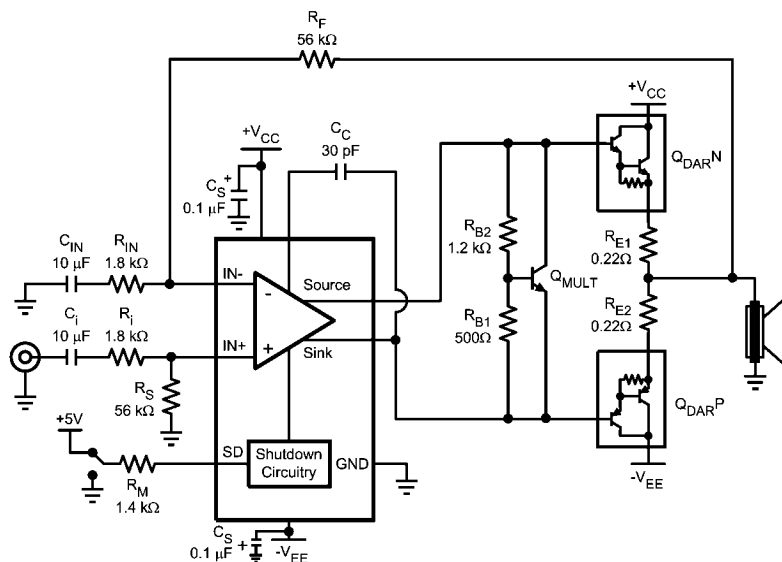 R_F
56 kΩ
+V_CC
+V_CC
C_C
30 pF
Q_DAR N
C_S +
0.1 µF
R_B2
1.2 kΩ
R_E1
0.22Ω
C_IN
10 µF
R_IN
1.8 kΩ
IN-
-
Source
Q_MULT
C_i
10 µF
R_i
1.8 kΩ
IN+
+
Sink
R_B1
500Ω
R_E2
0.22Ω
R_S
56 kΩ
Q_DAR P
+5V
SD
Shutdown
Circuitry
GND
R_M
1.4 kΩ
-V_EE
C_S
0.1 µF
+
-V_EE